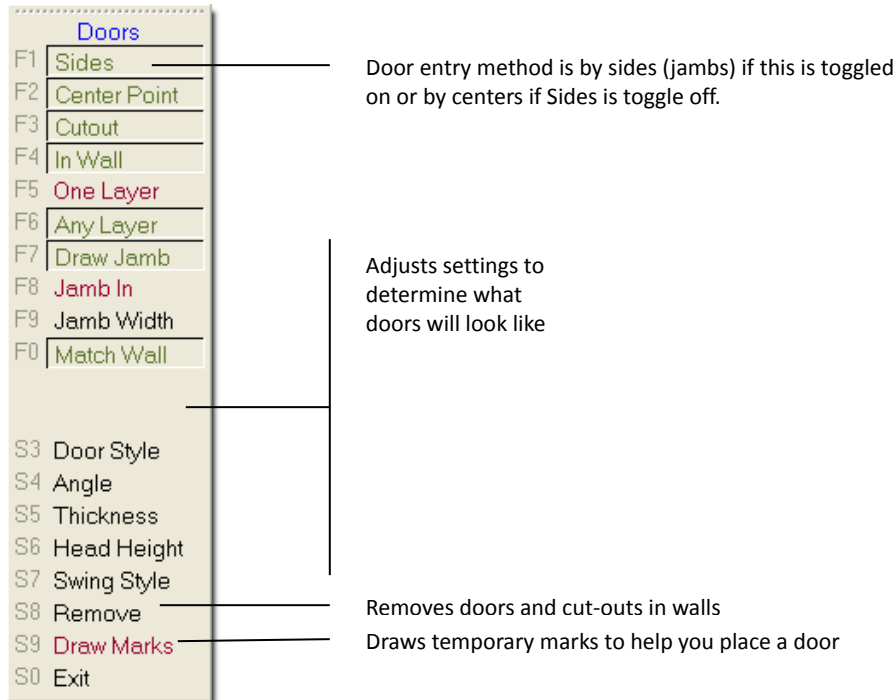 Doors
F1 Sides
Door entry method is by sides (jambs) if this is toggled
on or by centers if Sides is toggle off.
F2 Center Point
F3 Cutout
F4 In Wall
F5 One Layer
F6 Any Layer
F7 Draw Jamb
F8 Jamb In
F9 Jamb Width
F0 Match Wall
Adjusts settings to
determine what
doors will look like
S3 Door Style
S4 Angle
S5 Thickness
S6 Head Height
S7 Swing Style
S8 Remove
Removes doors and cut-outs in walls
S9 Draw Marks
Draws temporary marks to help you place a door
S0 Exit